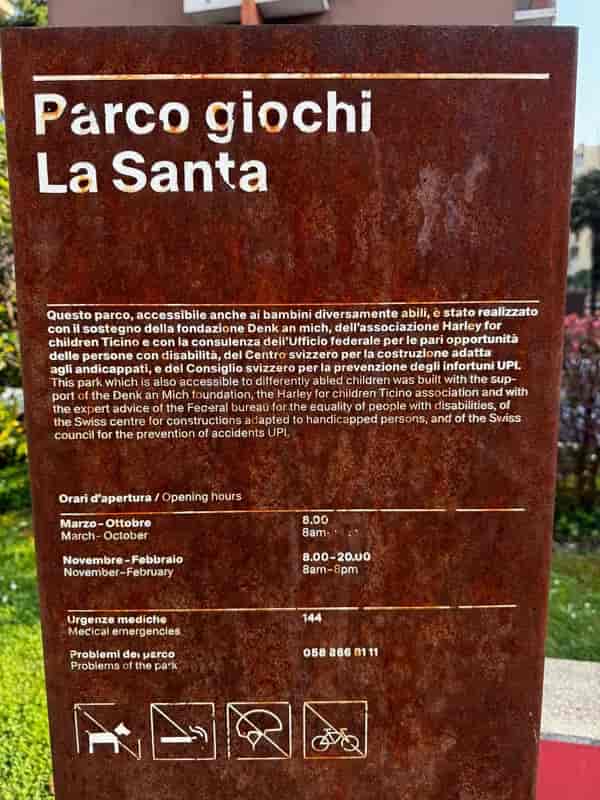 Parco giochi
La Santa
Questo parco, accessibile anche ai bambini diversamente abili, è stato realizzato
con il sostegno della fondazione Denk an mich, dell'associazione Harley for
children Ticino e con la consulenza dell'Ufficio federale per le pari opportunità
delle persone con disabilità, del Centro svizzero per la costruzione adatta
agli andicappati, e del Consiglio svizzero per la prevenzione degli infortuni UPI.
This park which is also accessible to differently abled children was built with the sup-
port of the Denk an Mich foundation, the Harley for children Ticino association and with
the expert advice of the Federal bureau for the equality of people with disabilities, of
the Swiss centre for constructions adapted to handicapped persons, and of the Swiss
council for the prevention of accidents UPI.
Orari d'apertura / Opening hours
Marzo-Ottobre 8.00
March-October 8am-
Novembre-Febbraio 8.00-20.00
November-February 8am-8pm
Urgenze mediche 144
Medical emergencies
Problemi del parco 058 866 81 11
Problems of the park